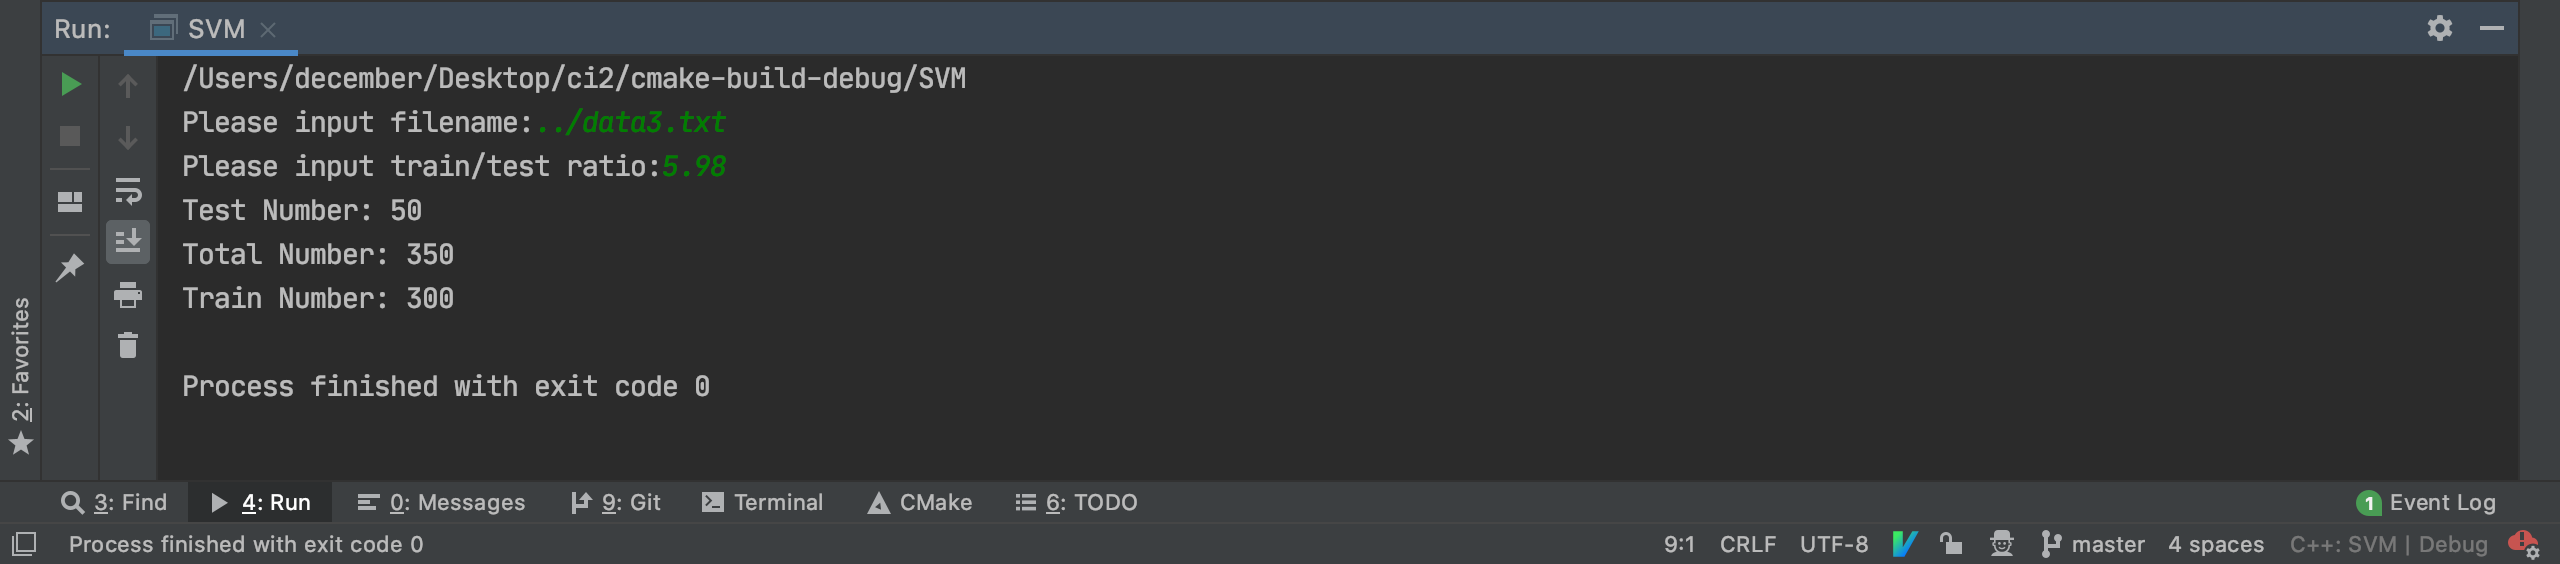 Run: SVM
/Users/december/Desktop/ci2/cmake-build-debug/SVM
Please input filename:../data3.txt
Please input train/test ratio:5.98
Test Number: 50
Total Number: 350
Train Number: 300
Process finished with exit code 0
2: Favorites
3: Find 4: Run 0: Messages 9: Git Terminal CMake 6: TODO 1 Event Log
Process finished with exit code 0 9:1 CRLF UTF-8 master 4 spaces C++: SVM | Debug